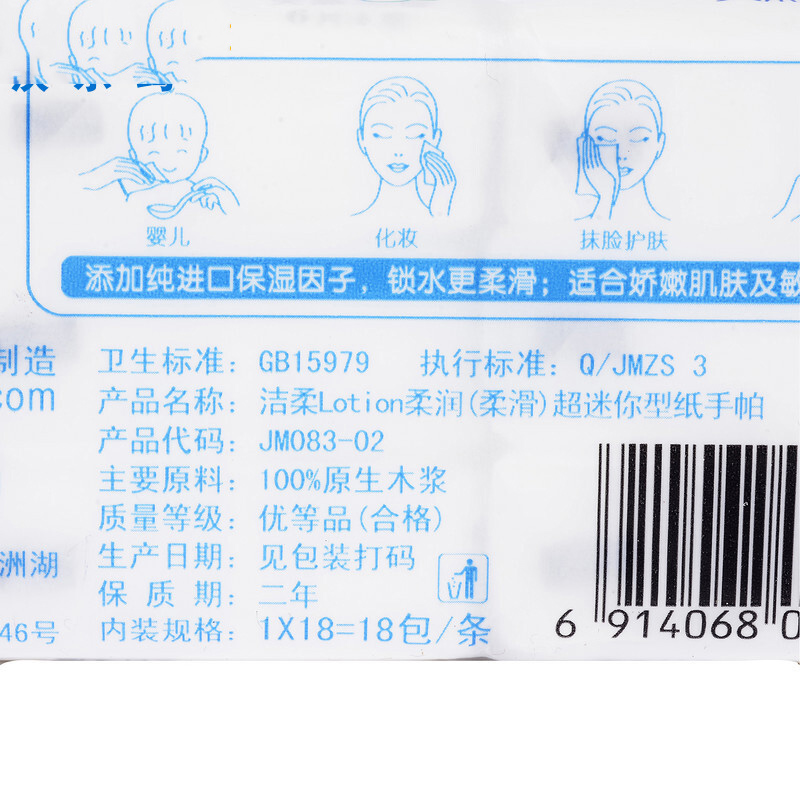 婴儿
化妆
抹脸护肤
添加纯进口保湿因子，锁水更柔滑；适合娇嫩肌肤及敏
制造
com
洲湖
46号
卫生标准：GB15979 执行标准：Q/JMZS 3
产品名称：洁柔Lotion柔润(柔滑)超迷你型纸手帕
产品代码：JM083-02
主要原料：100%原生木浆
质量等级：优等品(合格)
生产日期：见包装打码
保 质 期：二年
内装规格：1X18=18包/条
6 914068 0